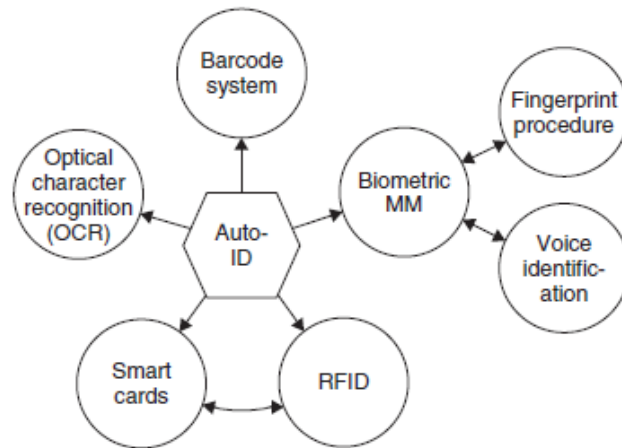 Barcode
system
Fingerprint
procedure
Optical
character
recognition
(OCR)
Biometric
MM
Auto-
ID
Voice
identific-
ation
Smart
cards
RFID